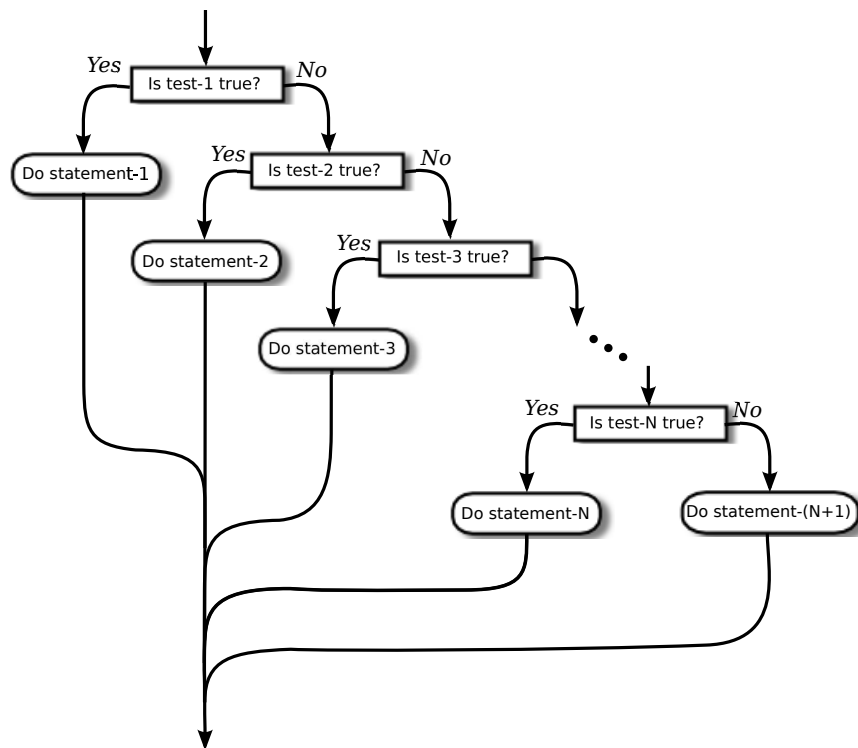 Yes
No
Is test-1 true?
Do statement-1
Yes
No
Is test-2 true?
Do statement-2
Yes
Is test-3 true?
Do statement-3
Yes
No
Is test-N true?
Do statement-N
Do statement-(N+1)